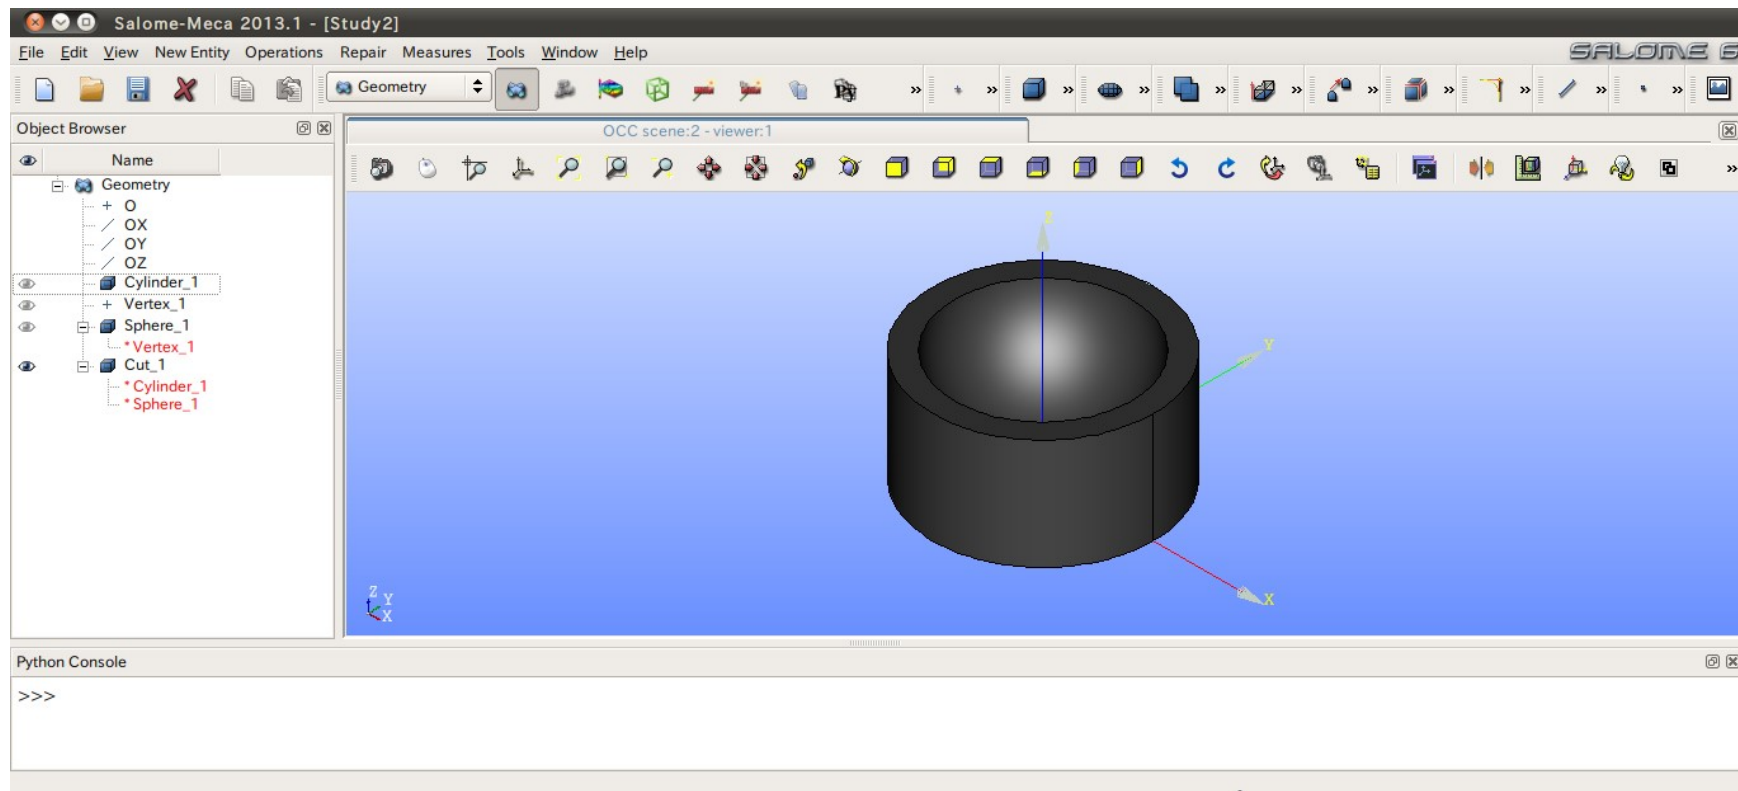 Salome-Meca 2013.1 - [Study2]
File Edit View New Entity Operations Repair Measures Tools Window Help
SALOME 6
Geometry
Object Browser
OCC scene:2 - viewer:1
Name
Geometry
O
OX
OY
OZ
Cylinder_1
Vertex_1
Sphere_1
*Vertex_1
Cut_1
*Cylinder_1
*Sphere_1
Z
Y
X
Z
Y
X
Python Console
>>>